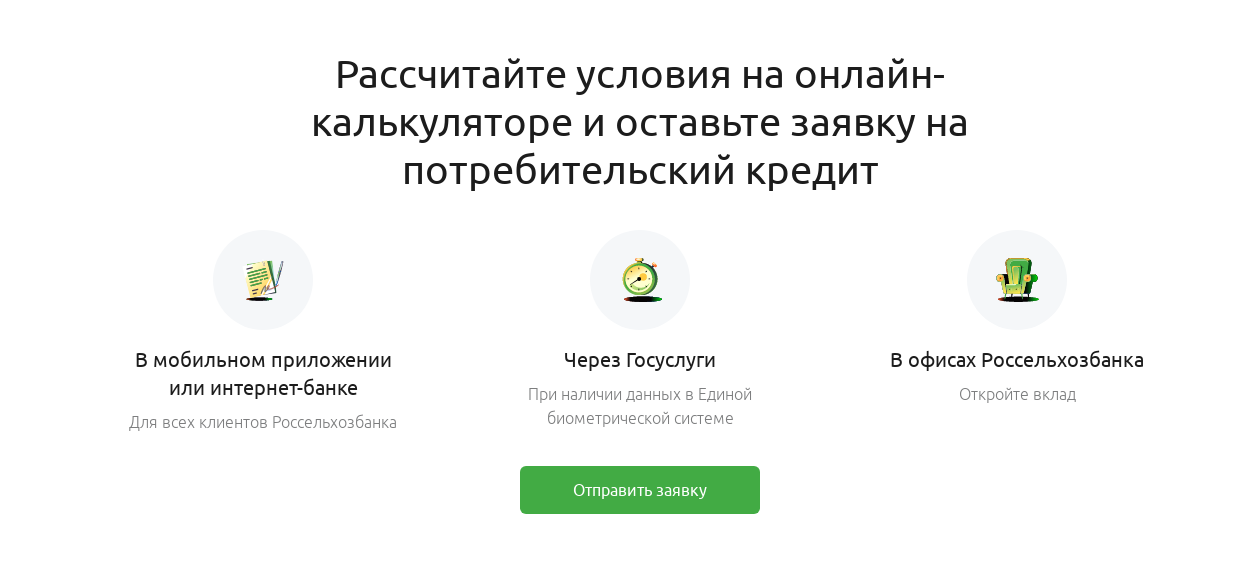 Рассчитайте условия на онлайн-
калькуляторе и оставьте заявку на
потребительский кредит
В мобильном приложении
или интернет-банке
Для всех клиентов Россельхозбанка
Через Госуслуги
При наличии данных в Единой
биометрической системе
В офисах Россельхозбанка
Откройте вклад
Отправить заявку